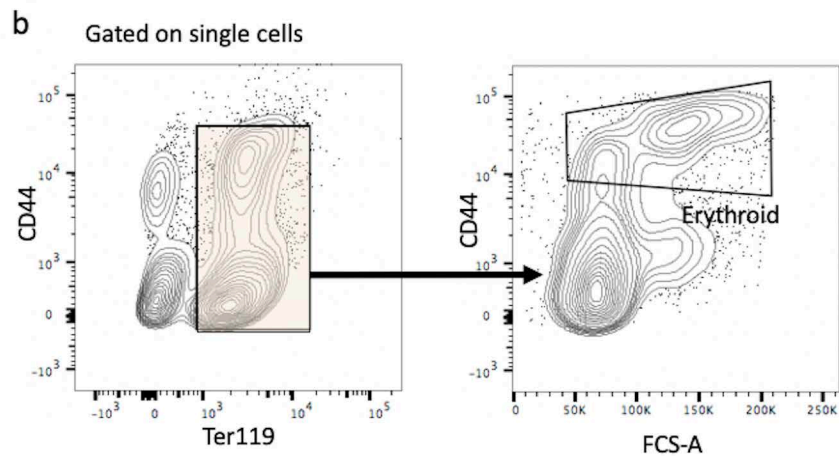 b
Gated on single cells
CD44
10^5
10^4
10^3
0
-10^3
-10^3
0
10^3
10^4
10^5
Ter119
CD44
10^5
10^4
10^3
0
-10^3
Erythroid
0
50K
100K
150K
200K
250K
FCS-A